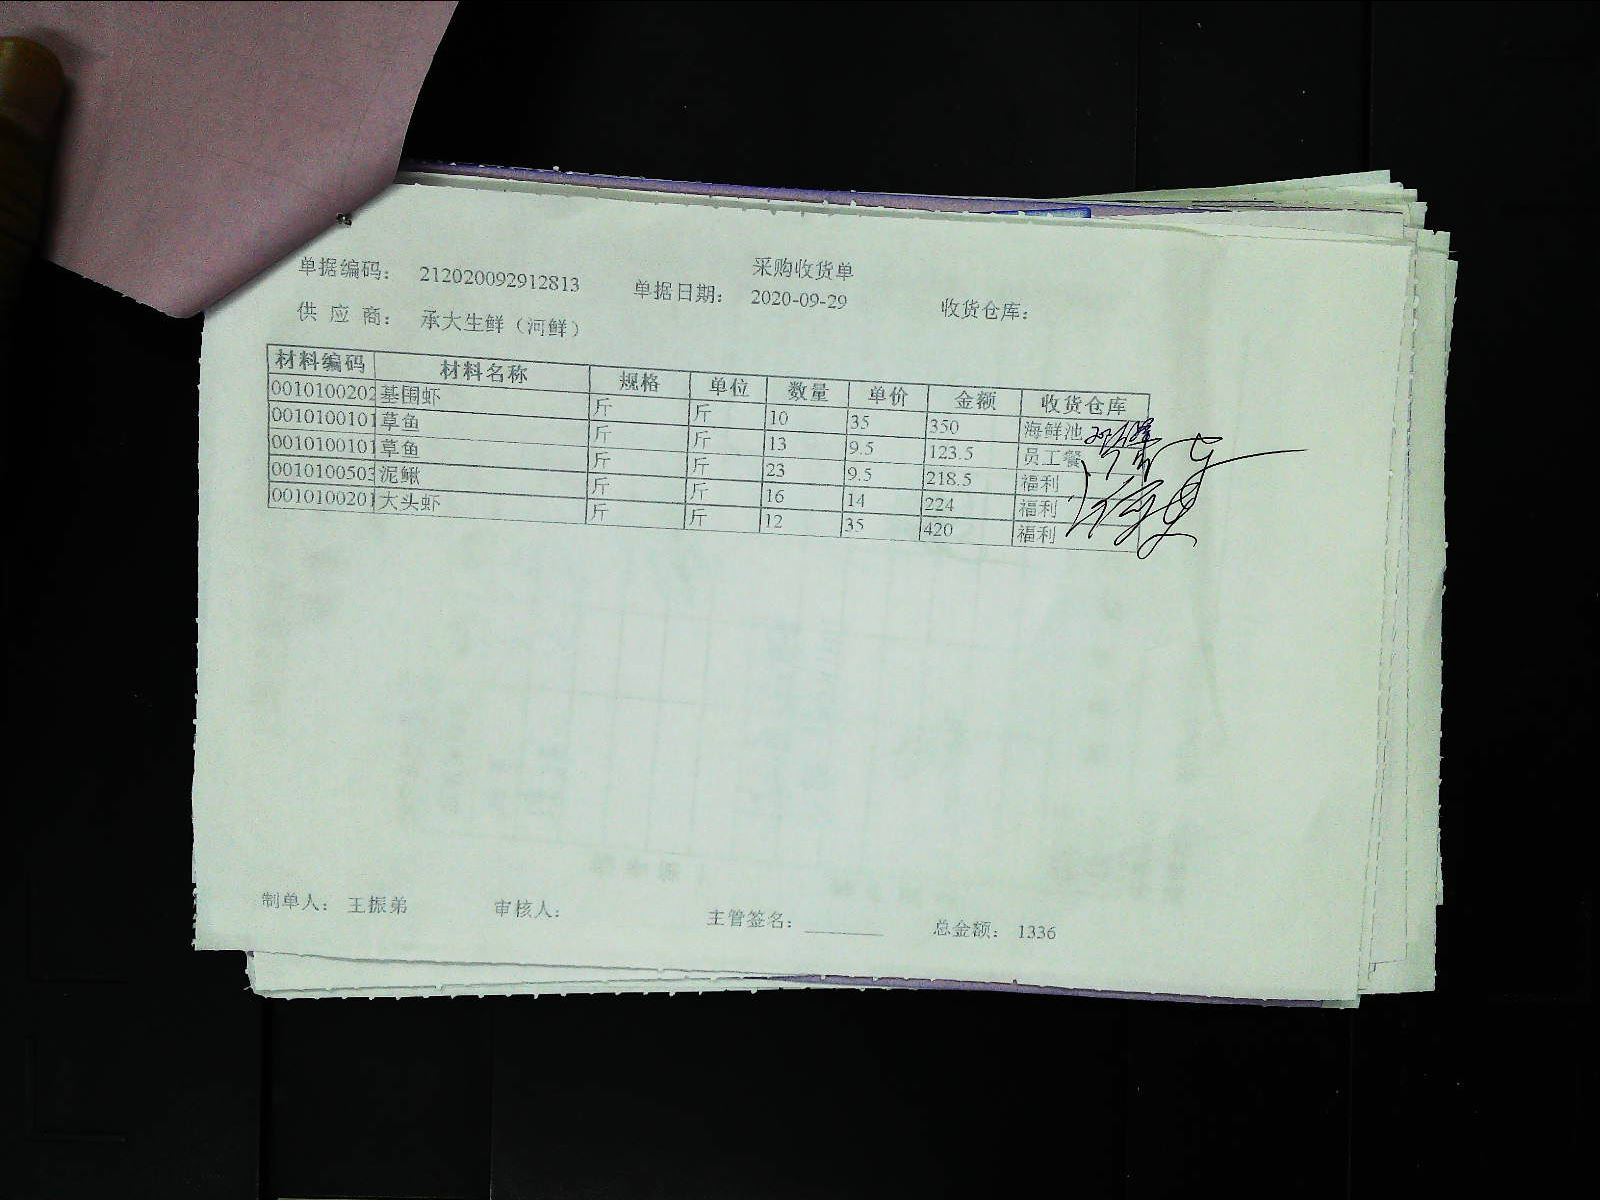 采购收货单
单据编码： 212020092912813 单据日期： 2020-09-29 收货仓库：
供 应 商： 承大生鲜（河鲜）
材料编码 材料名称 规格 单位 数量 单价 金额 收货仓库
0010100202 基围虾 斤 斤 10 35 350 海鲜池
0010100101 草鱼 斤 斤 13 9.5 123.5 员工餐
0010100101 草鱼 斤 斤 23 9.5 218.5 福利
0010100503 泥鳅 斤 斤 16 14 224 福利
0010100201 大头虾 斤 斤 12 35 420 福利
制单人： 王振弟 审核人： 主管签名： 总金额： 1336